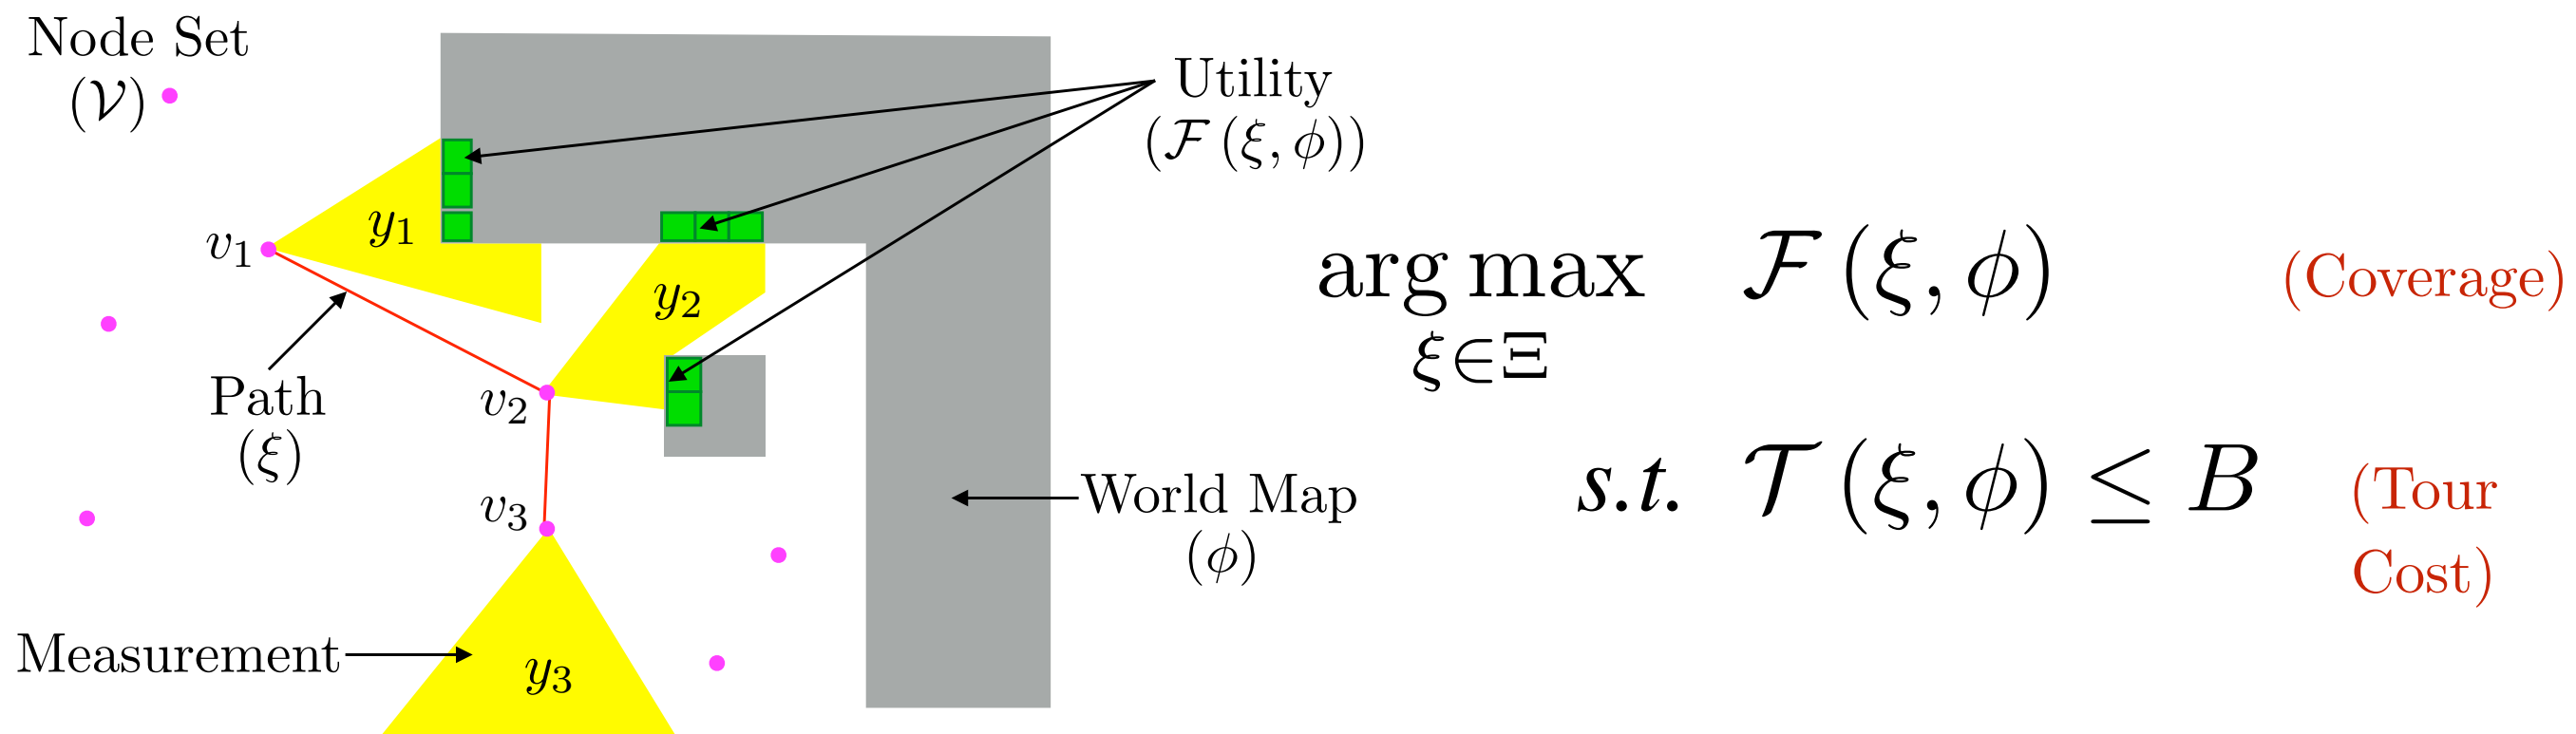 Node Set
(𝒱)
Utility
(ℱ(ξ, ϕ))
y₁
v₁
y₂
Path
(ξ)
v₂
v₃
World Map
(ϕ)
Measurement
y₃
arg max ℱ(ξ, ϕ) (Coverage)
ξ∈Ξ
s.t. 𝒯(ξ, ϕ) ≤ B (Tour
Cost)